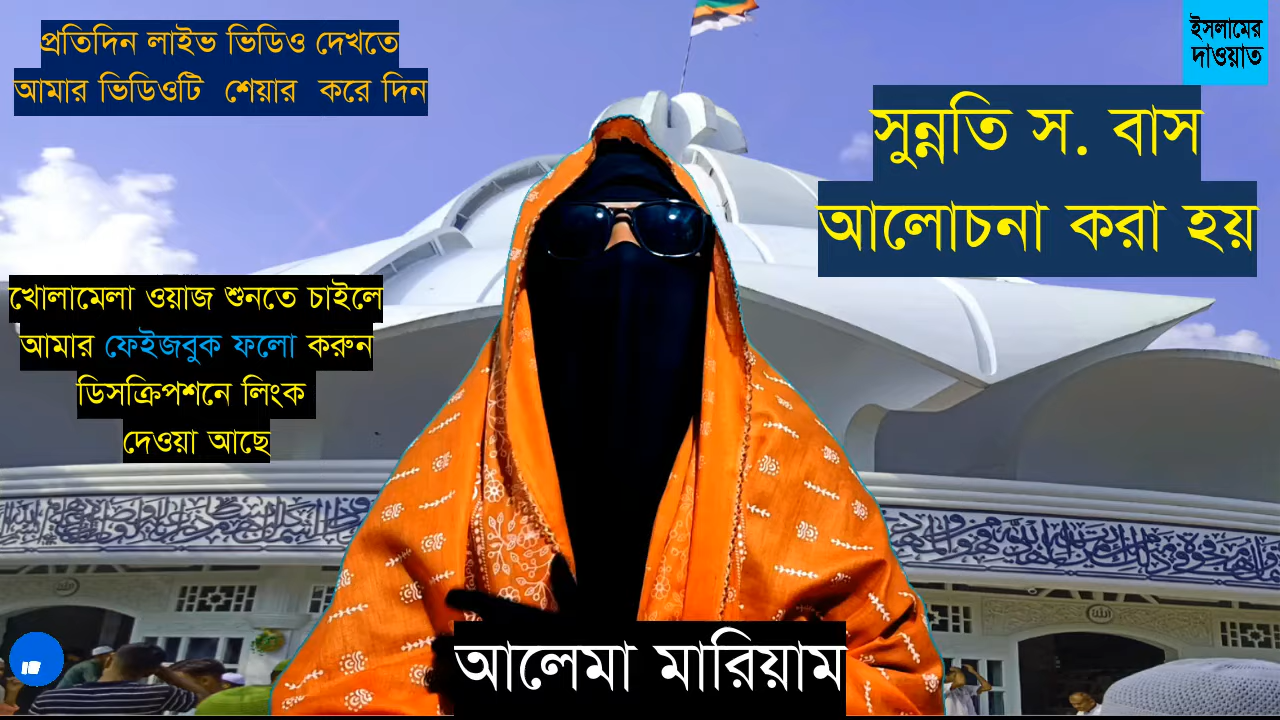 প্রতিদিন লাইভ ভিডিও দেখতে
আমার ভিডিওটি শেয়ার করে দিন
ইসলামের
দাওয়াত
সুন্নতি স. বাস
আলোচনা করা হয়
খোলামেলা ওয়াজ শুনতে চাইলে
আমার ফেইজবুক ফলো করুন
ডিসক্রিপশনে লিংক
দেওয়া আছে
আলেমা মারিয়াম